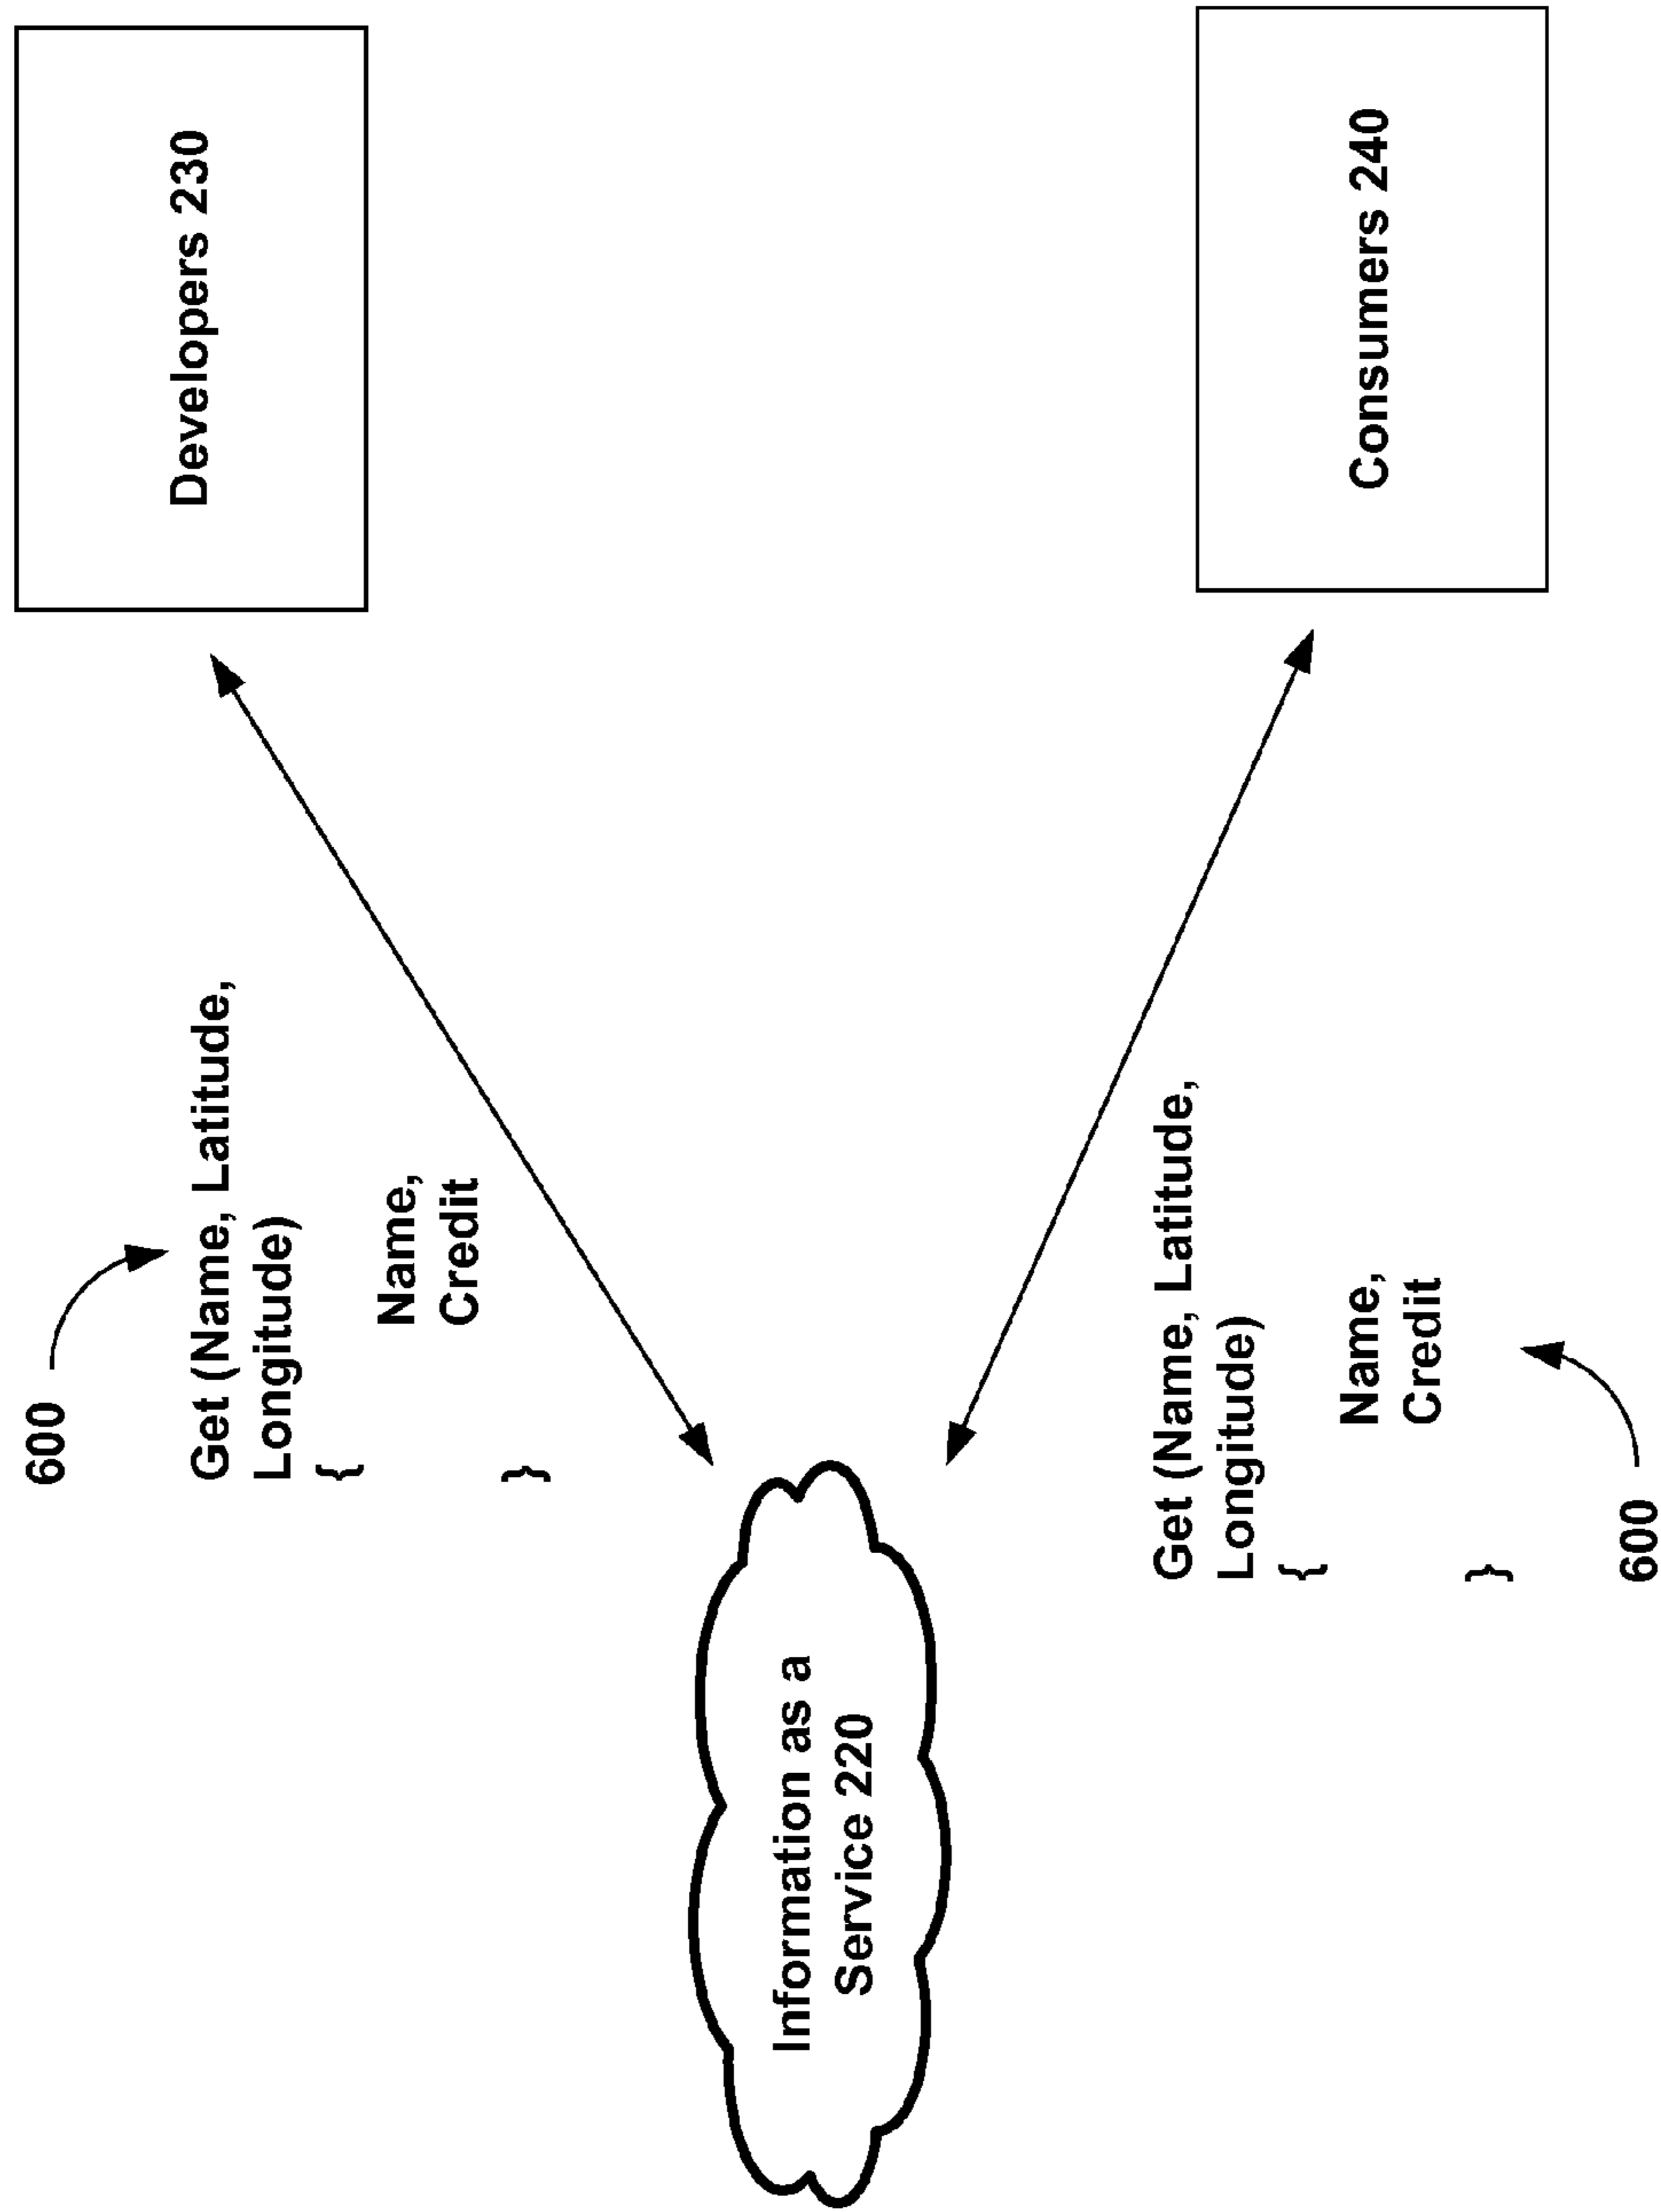 600
Get (Name, Latitude,
Longitude)
{
Name,
Credit
}
Developers 230
Information as a
Service 220
Get (Name, Latitude,
Longitude)
{
Name,
Credit
}
600
Consumers 240